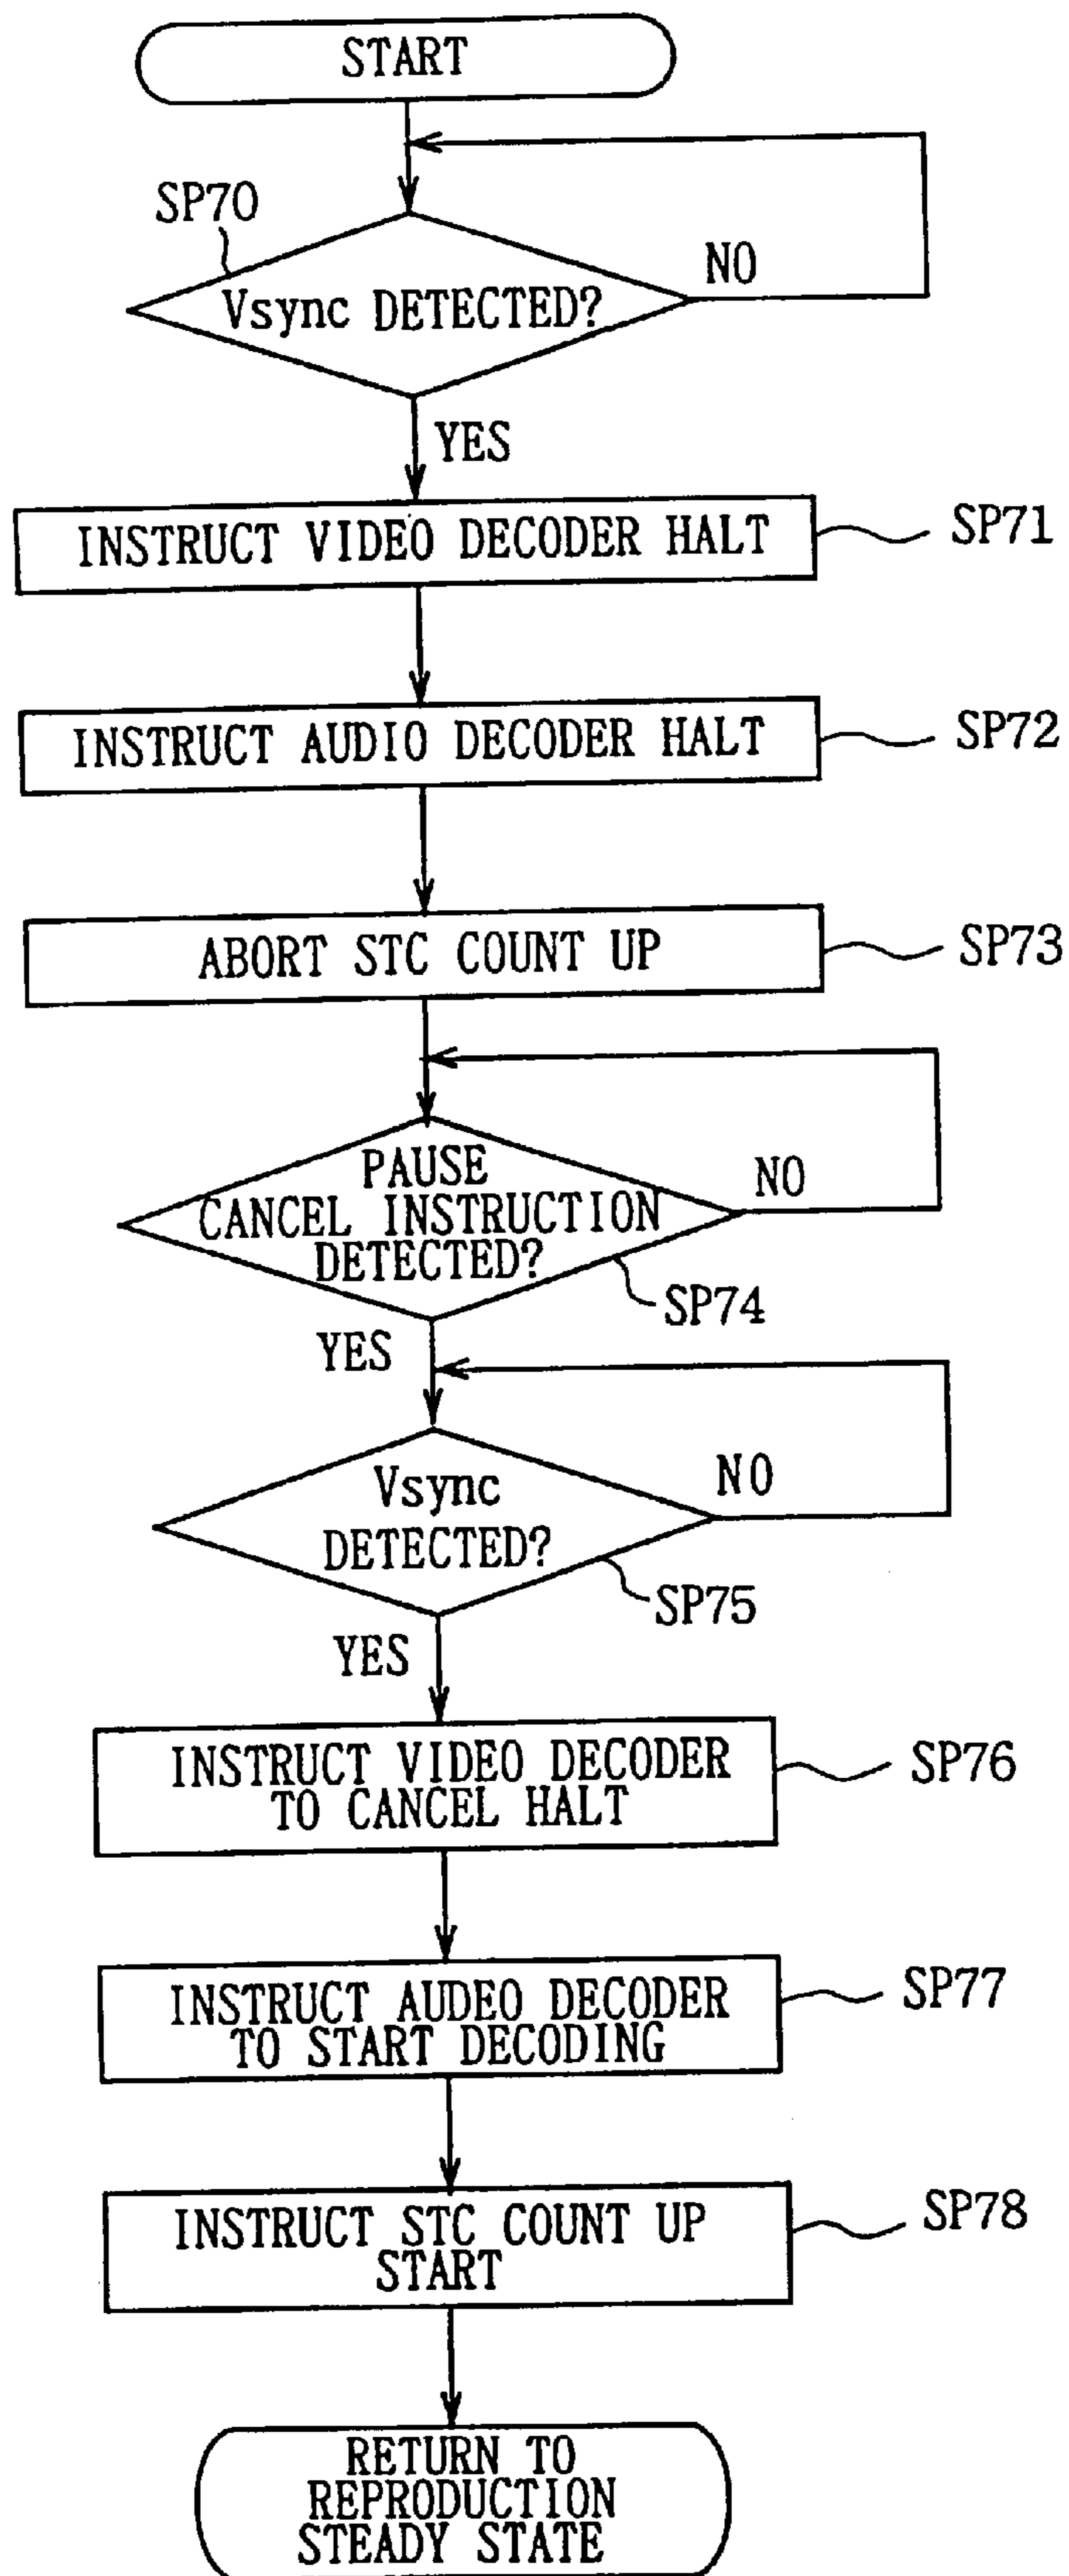 START
SP70
NO
Vsync DETECTED?
YES
INSTRUCT VIDEO DECODER HALT
SP71
INSTRUCT AUDIO DECODER HALT
SP72
ABORT STC COUNT UP
SP73
PAUSE
CANCEL INSTRUCTION
DETECTED?
NO
SP74
YES
Vsync
DETECTED?
NO
SP75
YES
INSTRUCT VIDEO DECODER
TO CANCEL HALT
SP76
INSTRUCT AUDEO DECODER
TO START DECODING
SP77
INSTRUCT STC COUNT UP
START
SP78
RETURN TO
REPRODUCTION
STEADY STATE